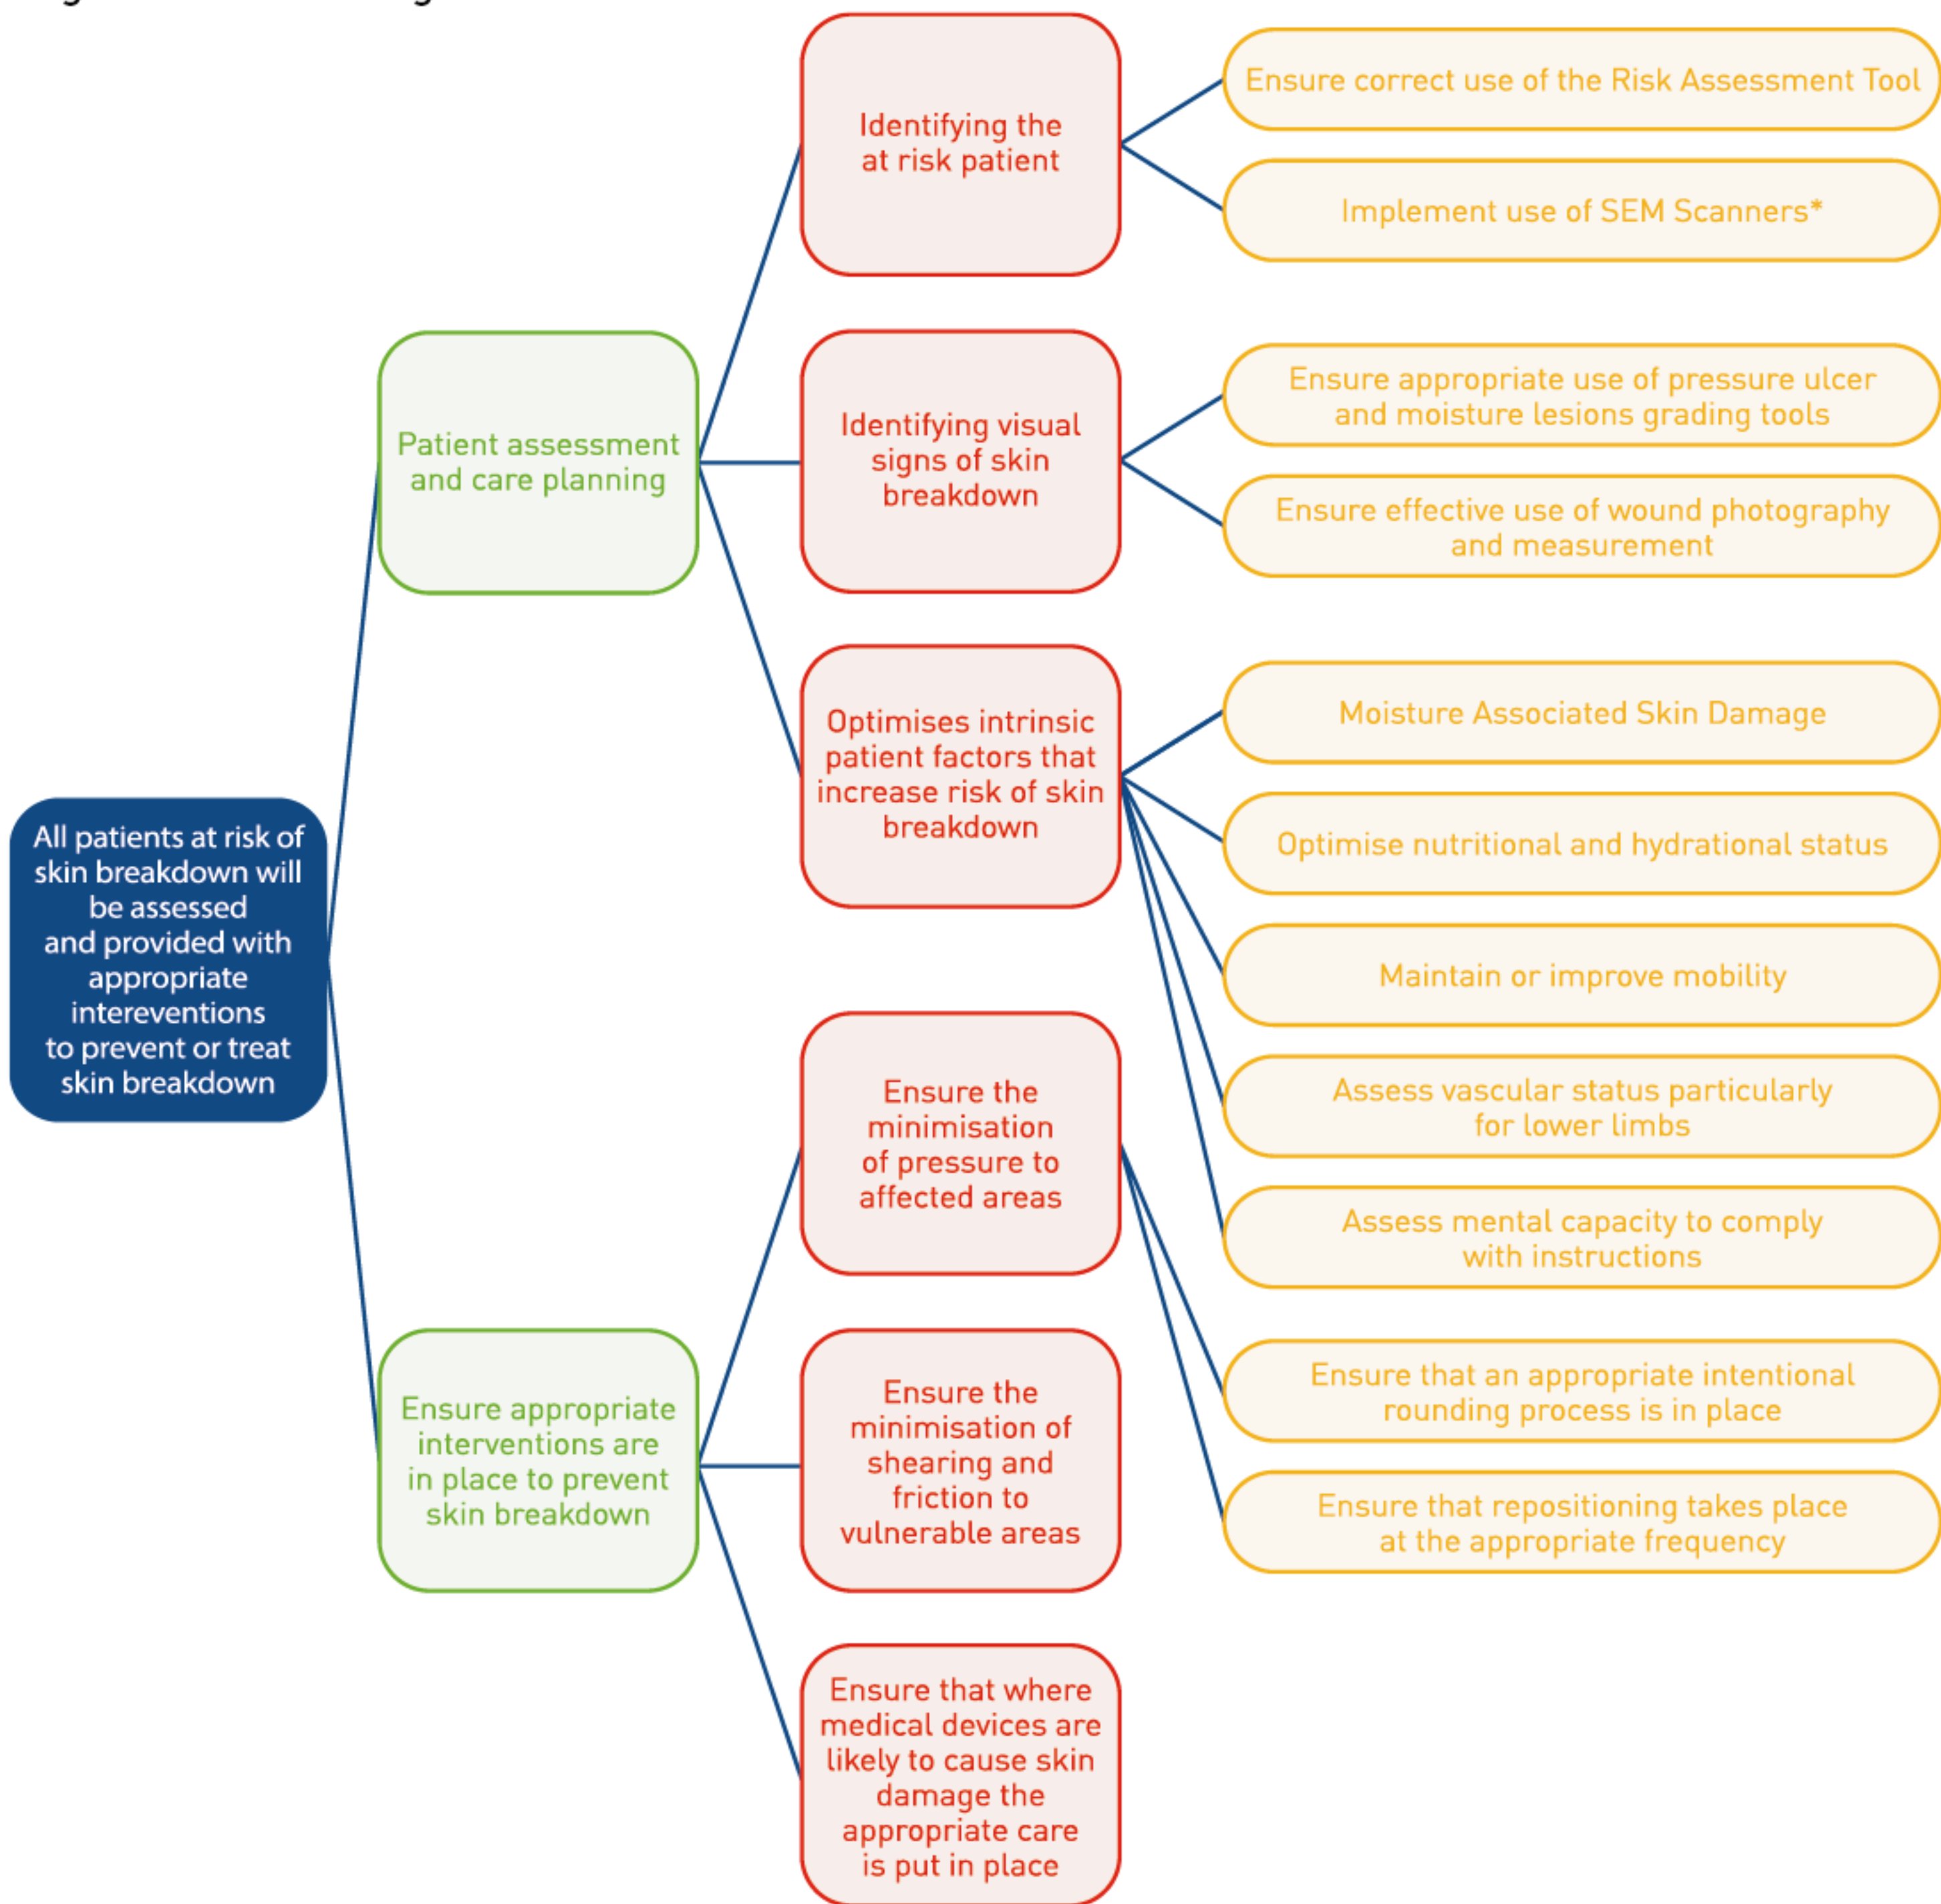 Identifying the
at risk patient
Ensure correct use of the Risk Assessment Tool
Implement use of SEM Scanners*
Patient assessment
and care planning
Identifying visual
signs of skin
breakdown
Ensure appropriate use of pressure ulcer
and moisture lesions grading tools
Ensure effective use of wound photography
and measurement
Optimises intrinsic
patient factors that
increase risk of skin
breakdown
Moisture Associated Skin Damage
Optimise nutritional and hydrational status
Maintain or improve mobility
Assess vascular status particularly
for lower limbs
Assess mental capacity to comply
with instructions
All patients at risk of
skin breakdown will
be assessed
and provided with
appropriate
intereventions
to prevent or treat
skin breakdown
Ensure the
minimisation
of pressure to
affected areas
Ensure that an appropriate intentional
rounding process is in place
Ensure that repositioning takes place
at the appropriate frequency
Ensure appropriate
interventions are
in place to prevent
skin breakdown
Ensure the
minimisation of
shearing and
friction to
vulnerable areas
Ensure that where
medical devices are
likely to cause skin
damage the
appropriate care
is put in place